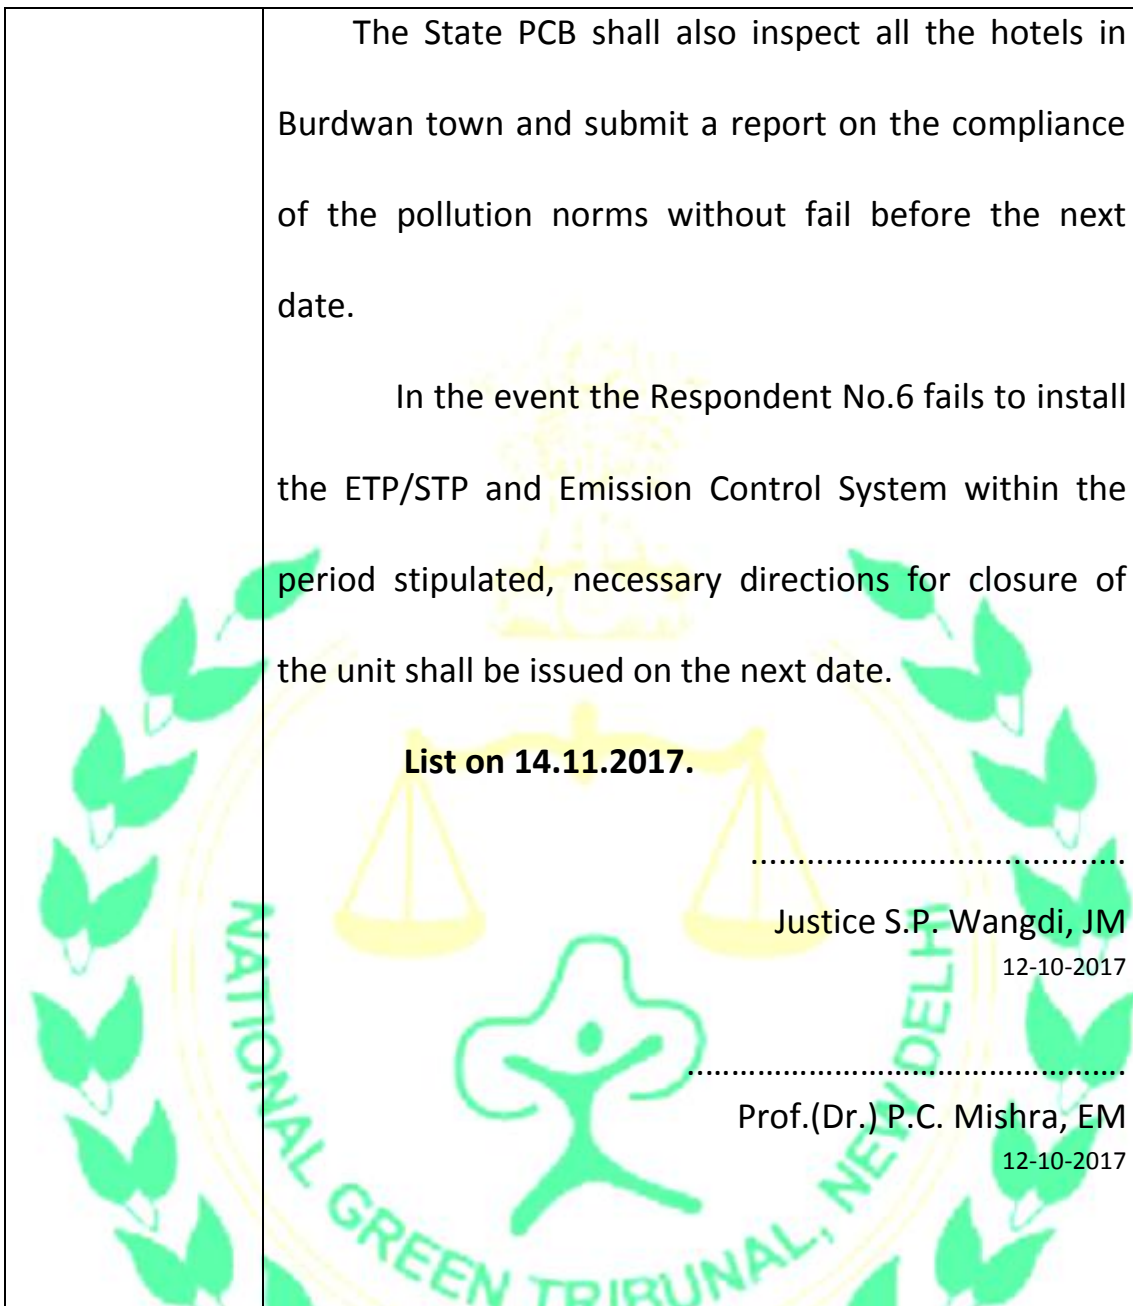 The State PCB shall also inspect all the hotels in
Burdwan town and submit a report on the compliance
of the pollution norms without fail before the next
date.
In the event the Respondent No.6 fails to install
the ETP/STP and Emission Control System within the
period stipulated, necessary directions for closure of
the unit shall be issued on the next date.
List on 14.11.2017.
........................................
Justice S.P. Wangdi, JM
12-10-2017
...............................................
Prof.(Dr.) P.C. Mishra, EM
12-10-2017
NATIONAL GREEN TRIBUNAL, NEW DELHI